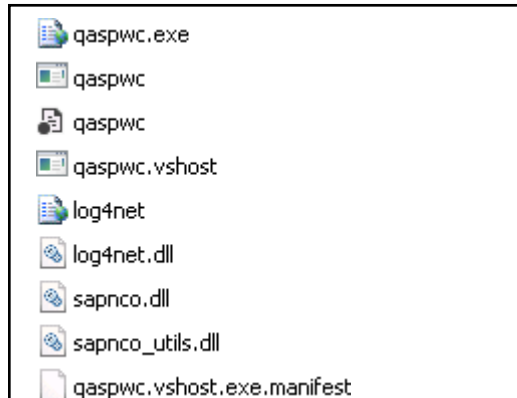 qaspwc.exe
qaspwc
qaspwc
qaspwc.vshost
log4net
log4net.dll
sapnco.dll
sapnco_utils.dll
qaspwc.vshost.exe.manifest